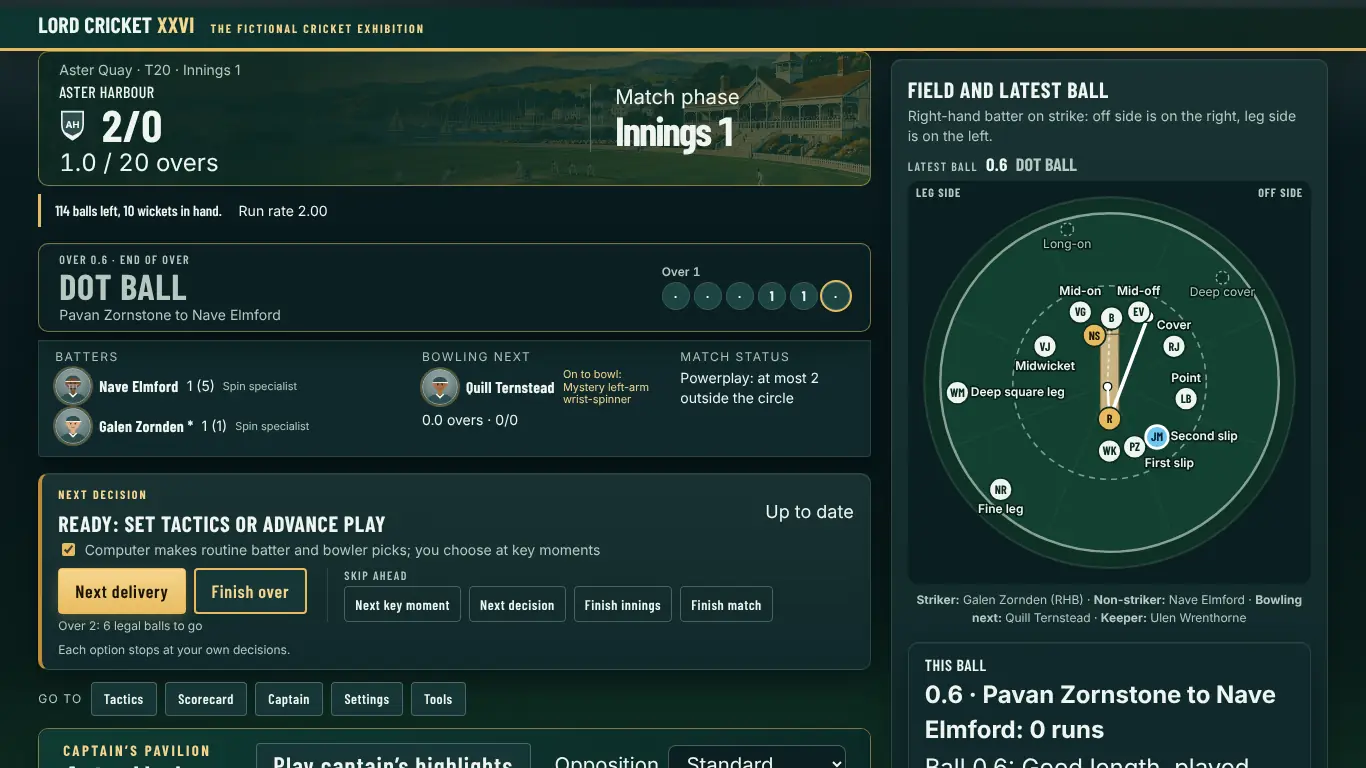 LORD CRICKET XXVI THE FICTIONAL CRICKET EXHIBITION
Aster Quay · T20 · Innings 1
ASTER HARBOUR
AH 2/0
1.0 / 20 overs
Match phase
Innings 1
114 balls left, 10 wickets in hand. Run rate 2.00
OVER 0.6 · END OF OVER
DOT BALL
Pavan Zornstone to Nave Elmford
Over 1
· · · 1 1 ·
BATTERS
Nave Elmford 1 (5) Spin specialist
Galen Zornden * 1 (1) Spin specialist
BOWLING NEXT
Quill Ternstead
On to bowl:
Mystery left-arm
wrist-spinner
0.0 overs · 0/0
MATCH STATUS
Powerplay: at most 2
outside the circle
NEXT DECISION
READY: SET TACTICS OR ADVANCE PLAY
Up to date
Computer makes routine batter and bowler picks; you choose at key moments
Next delivery
Finish over
SKIP AHEAD
Next key moment
Next decision
Finish innings
Finish match
Over 2: 6 legal balls to go
Each option stops at your own decisions.
GO TO
Tactics
Scorecard
Captain
Settings
Tools
CAPTAIN'S PAVILION
Play captain's highlights
Opposition
Standard
FIELD AND LATEST BALL
Right-hand batter on strike: off side is on the right, leg side
is on the left.
LATEST BALL 0.6 DOT BALL
LEG SIDE
OFF SIDE
Long-on
Deep cover
Mid-on
Mid-off
VG
B
EV
Cover
NS
VJ
RJ
Midwicket
Point
WM
Deep square leg
LB
R
JM
Second slip
WK
PZ
First slip
NR
Fine leg
Striker: Galen Zornden (RHB) · Non-striker: Nave Elmford · Bowling
next: Quill Ternstead · Keeper: Ulen Wrenthorne
THIS BALL
0.6 · Pavan Zornstone to Nave
Elmford: 0 runs
Ball 0.6: Good length, played